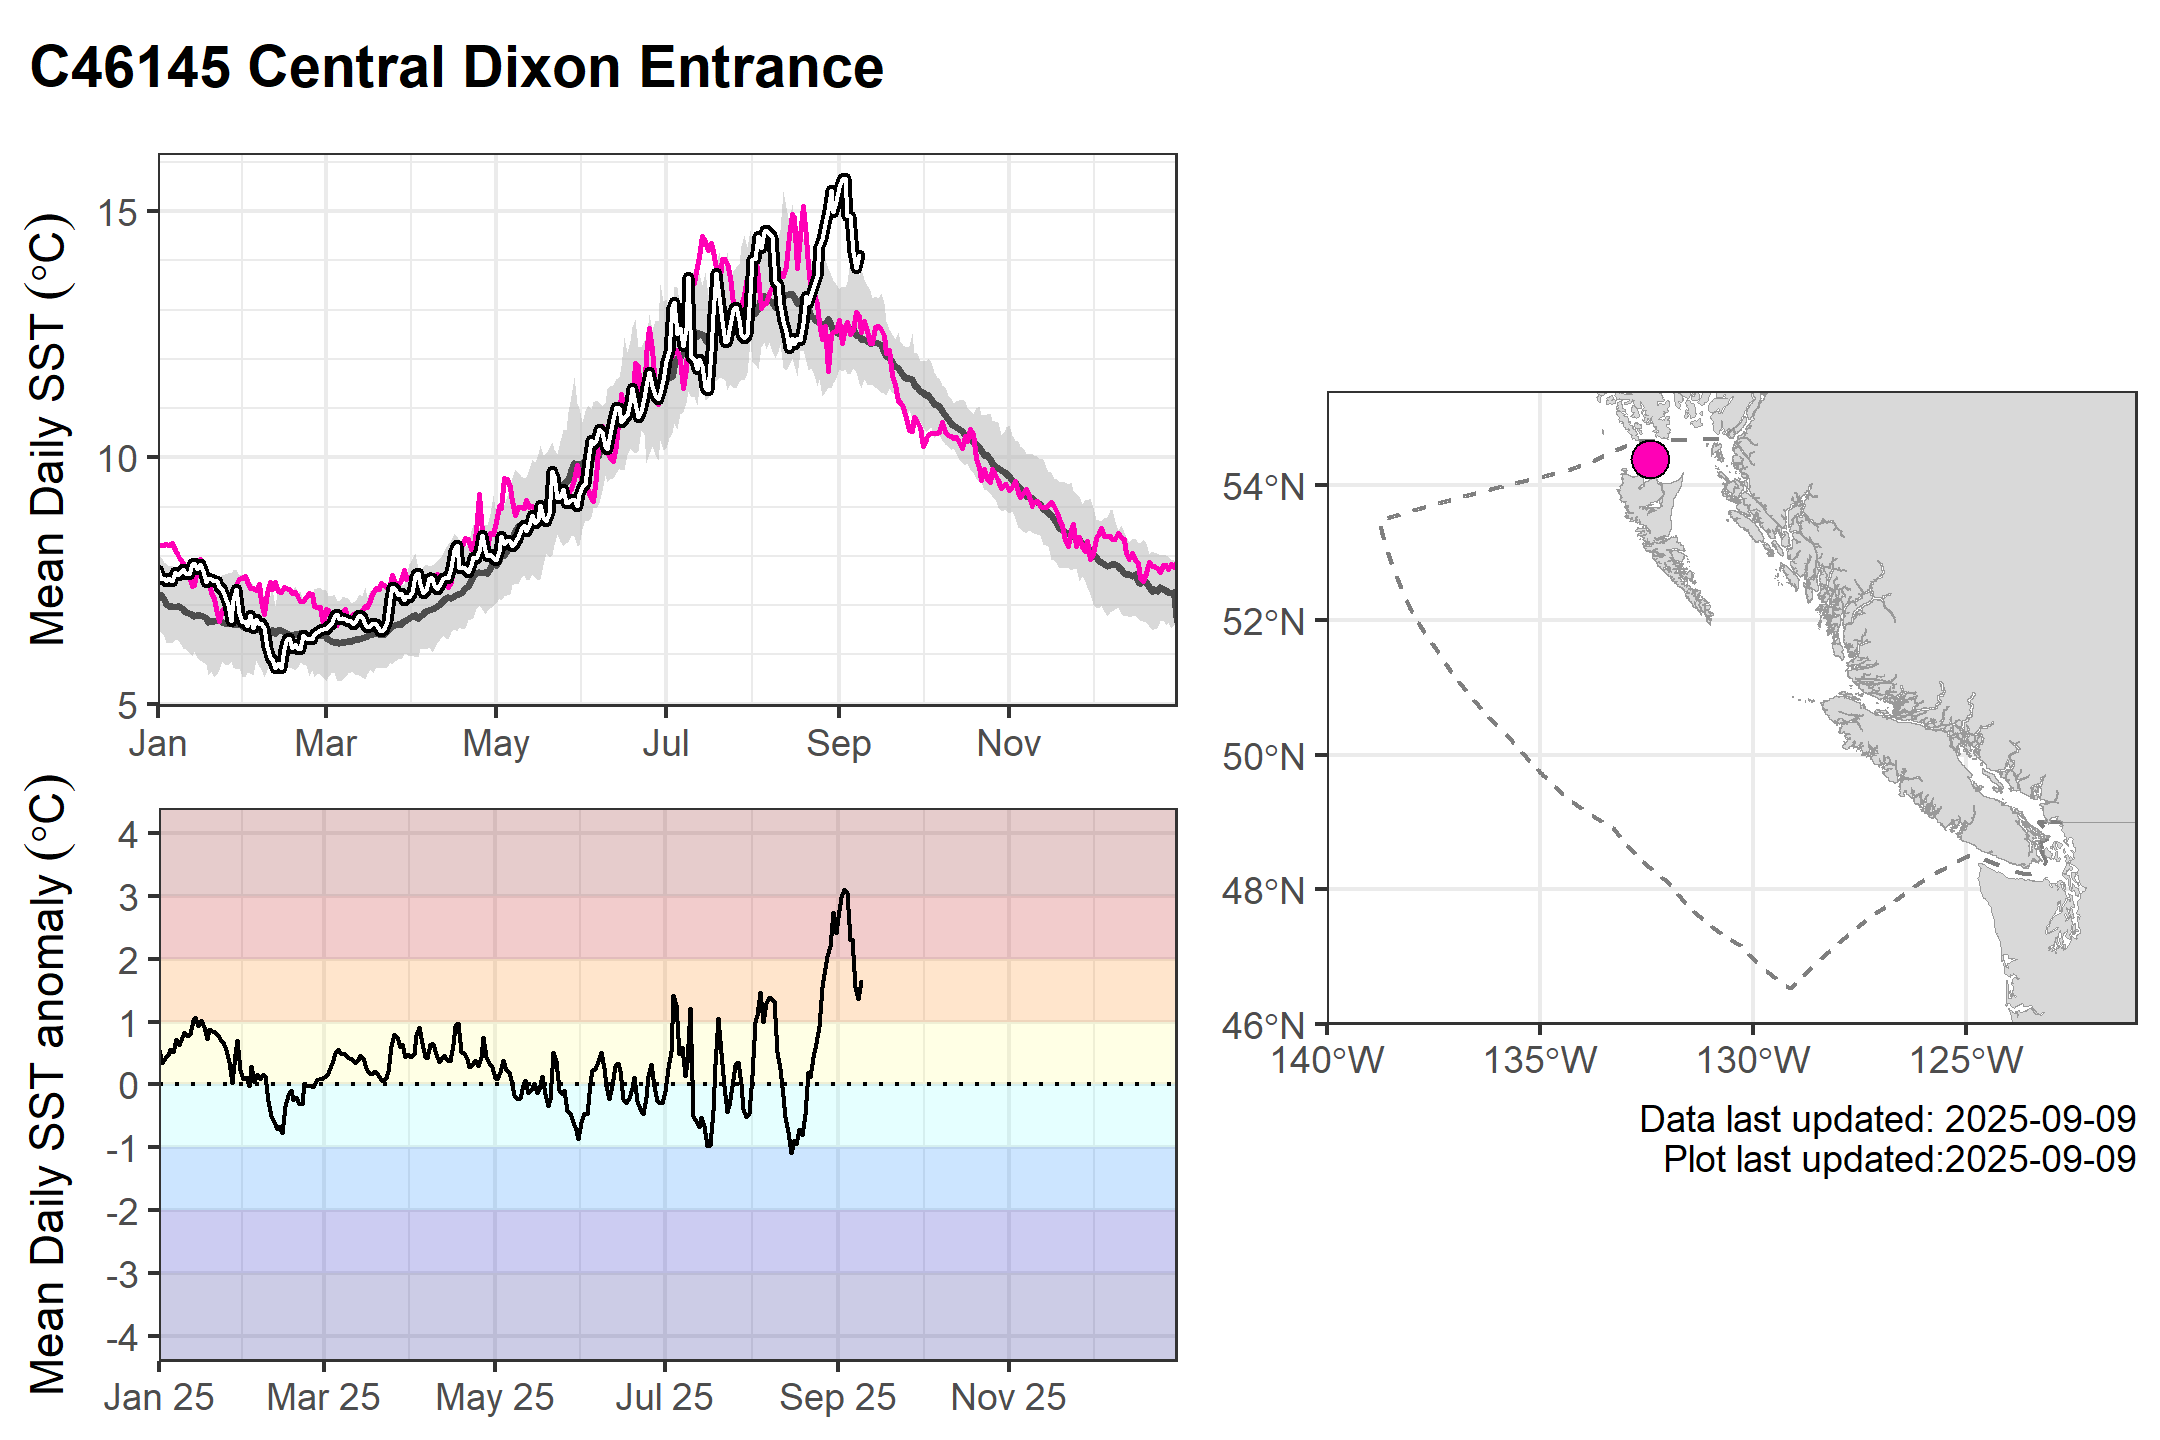 C46145 Central Dixon Entrance
Mean Daily SST (°C)
15
10
5
Jan
Mar
May
Jul
Sep
Nov
Mean Daily SST anomaly (°C)
4
3
2
1
0
-1
-2
-3
-4
Jan 25
Mar 25
May 25
Jul 25
Sep 25
Nov 25
54°N
52°N
50°N
48°N
46°N
140°W
135°W
130°W
125°W
Data last updated: 2025-09-09
Plot last updated:2025-09-09